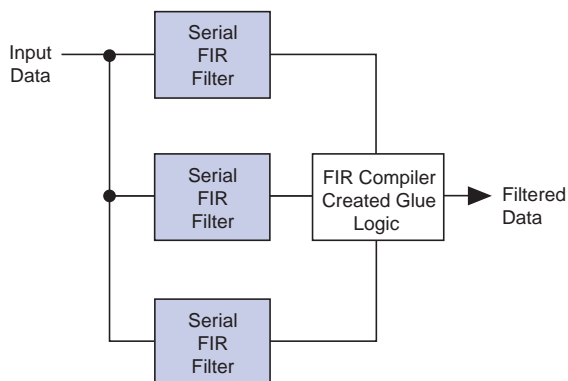 Input
Data
Serial
FIR
Filter
Serial
FIR
Filter
FIR Compiler
Created Glue
Logic
Filtered
Data
Serial
FIR
Filter